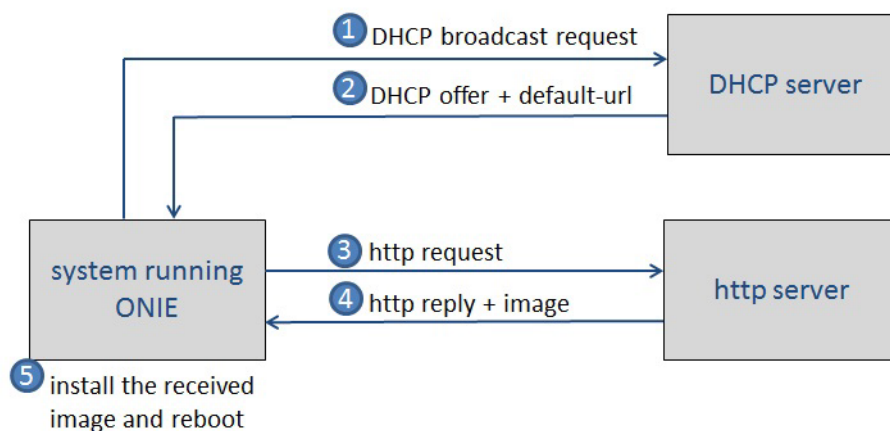 1 DHCP broadcast request
2 DHCP offer + default-url
DHCP server
system running
ONIE
3 http request
4 http reply + image
http server
5 install the received
image and reboot